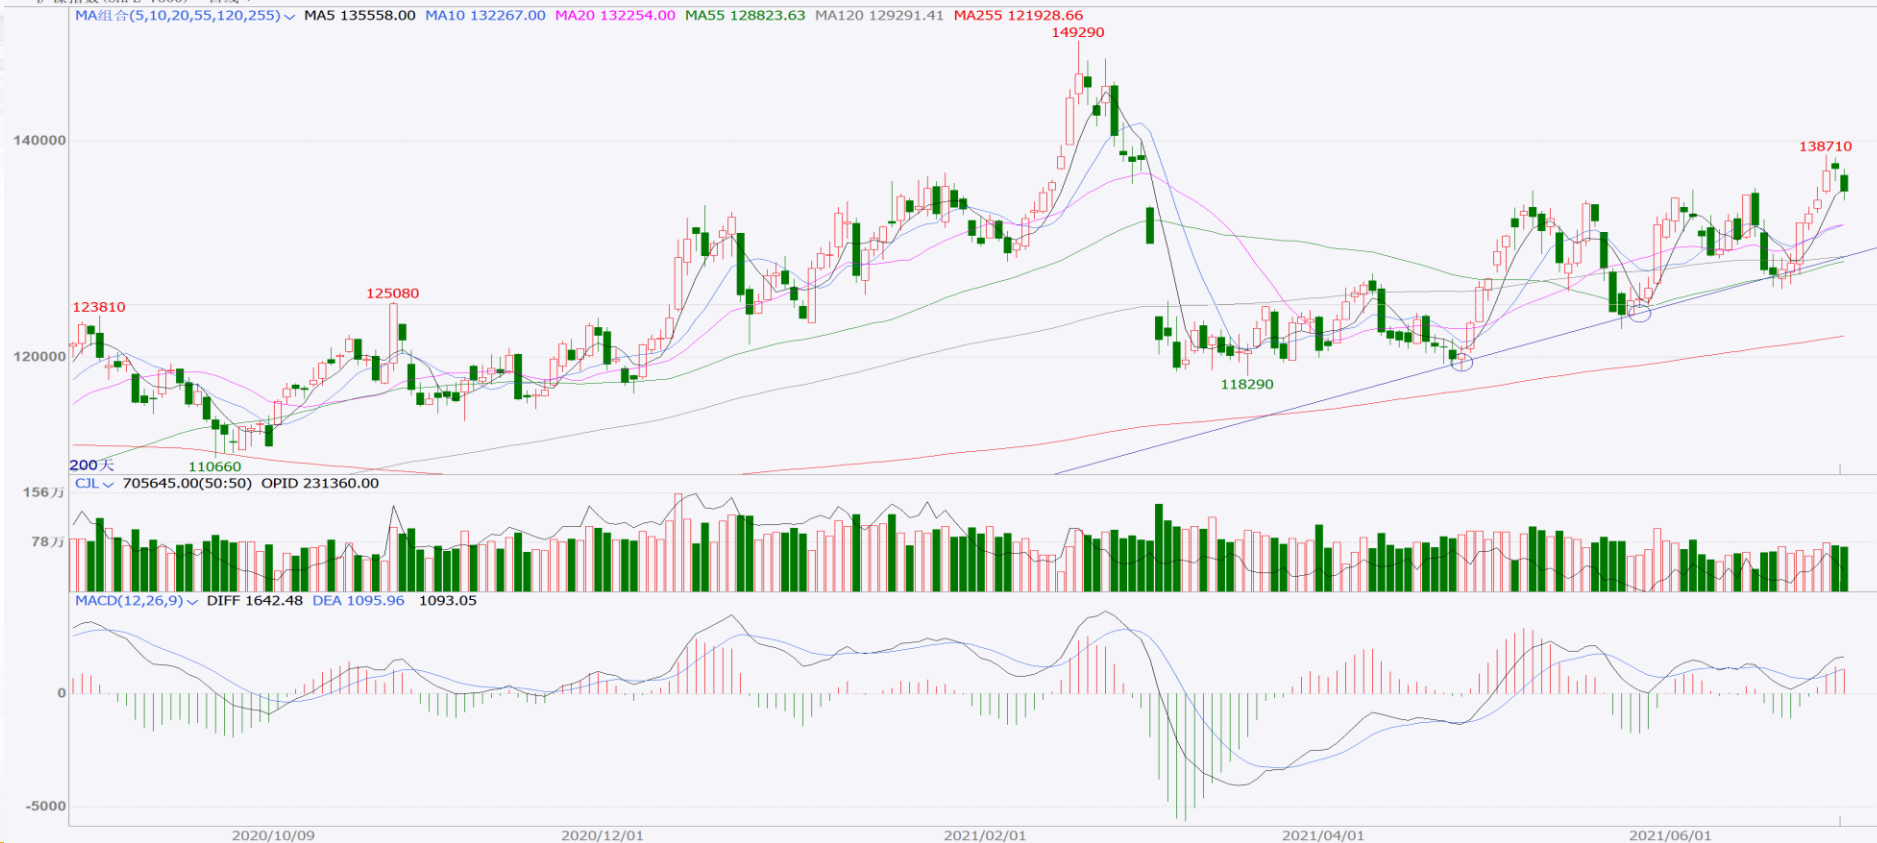 MA组合(5,10,20,55,120,255) MA5 135558.00 MA10 132267.00 MA20 132254.00 MA55 128823.63 MA120 129291.41 MA255 121928.66
149290
140000
138710
123810
125080
120000
118290
200天
110660
CJL 705645.00(50:50) OPID 231360.00
156万
78万
MACD(12,26,9) DIFF 1642.48 DEA 1095.96 1093.05
0
-5000
2020/10/09 2020/12/01 2021/02/01 2021/04/01 2021/06/01